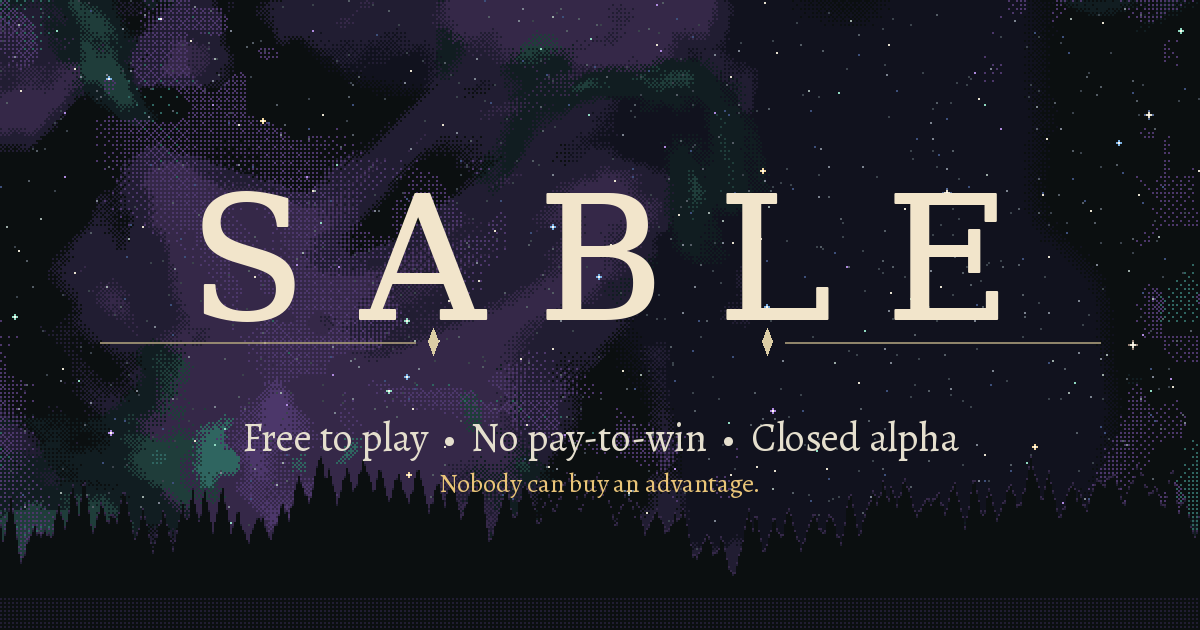 SABLE
Free to play • No pay-to-win • Closed alpha
Nobody can buy an advantage.